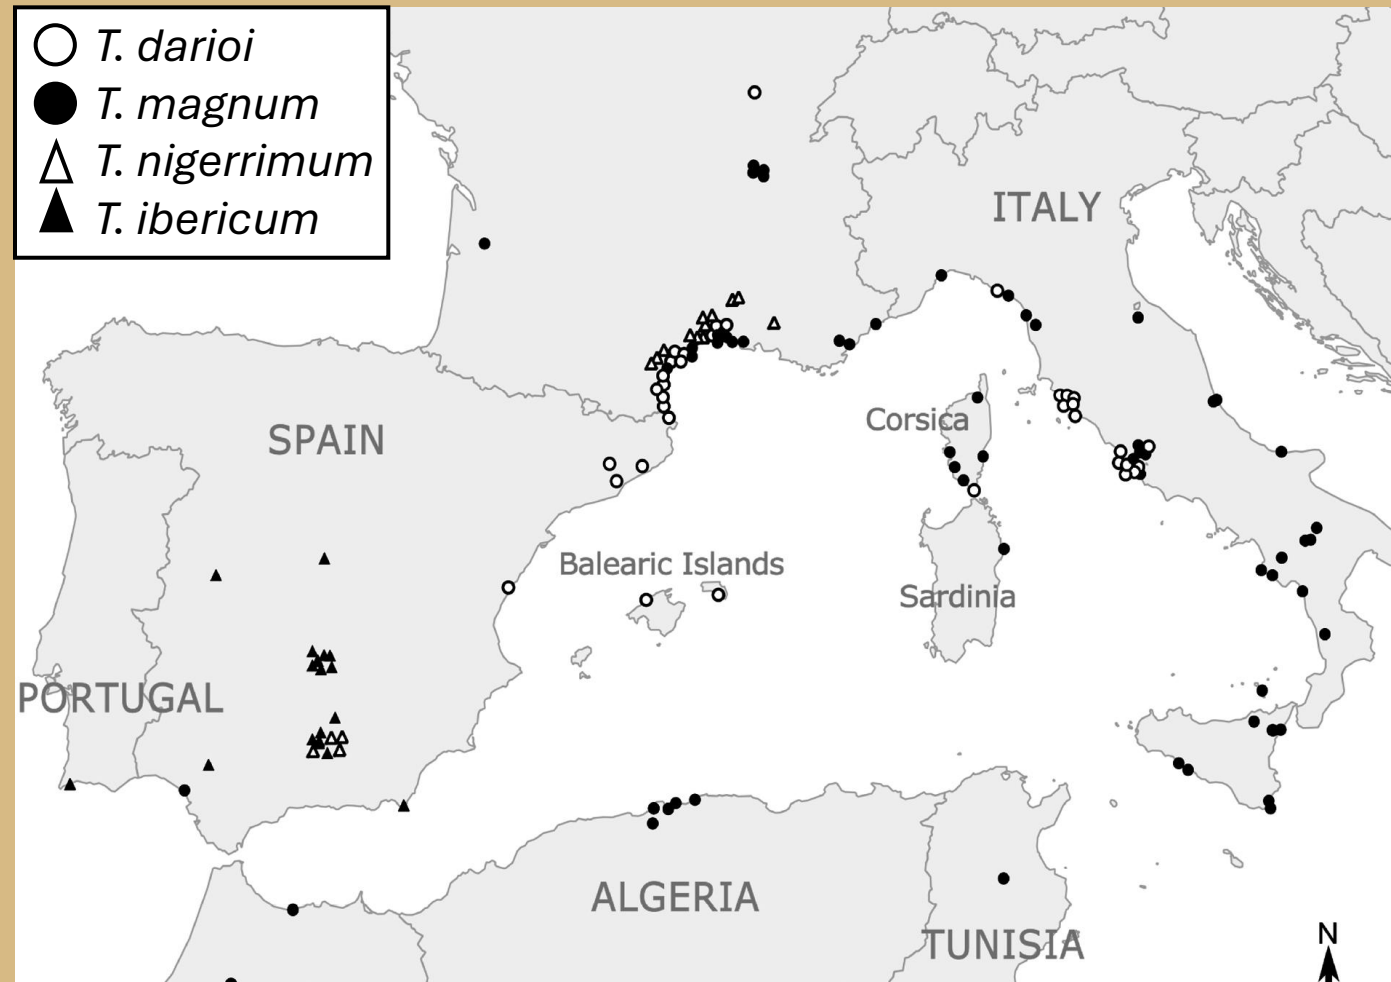 T. darioi
T. magnum
T. nigerrimum
T. ibericum
ITALY
Corsica
SPAIN
Balearic Islands
Sardinia
PORTUGAL
ALGERIA
TUNISIA
N